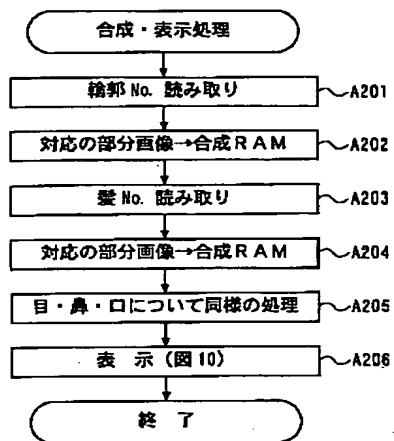 合成・表示処理
輪郭 No. 読み取り A201
対応の部分画像→合成RAM A202
髪 No. 読み取り A203
対応の部分画像→合成RAM A204
目・鼻・口について同様の処理 A205
表 示 (図10) A206
終 了